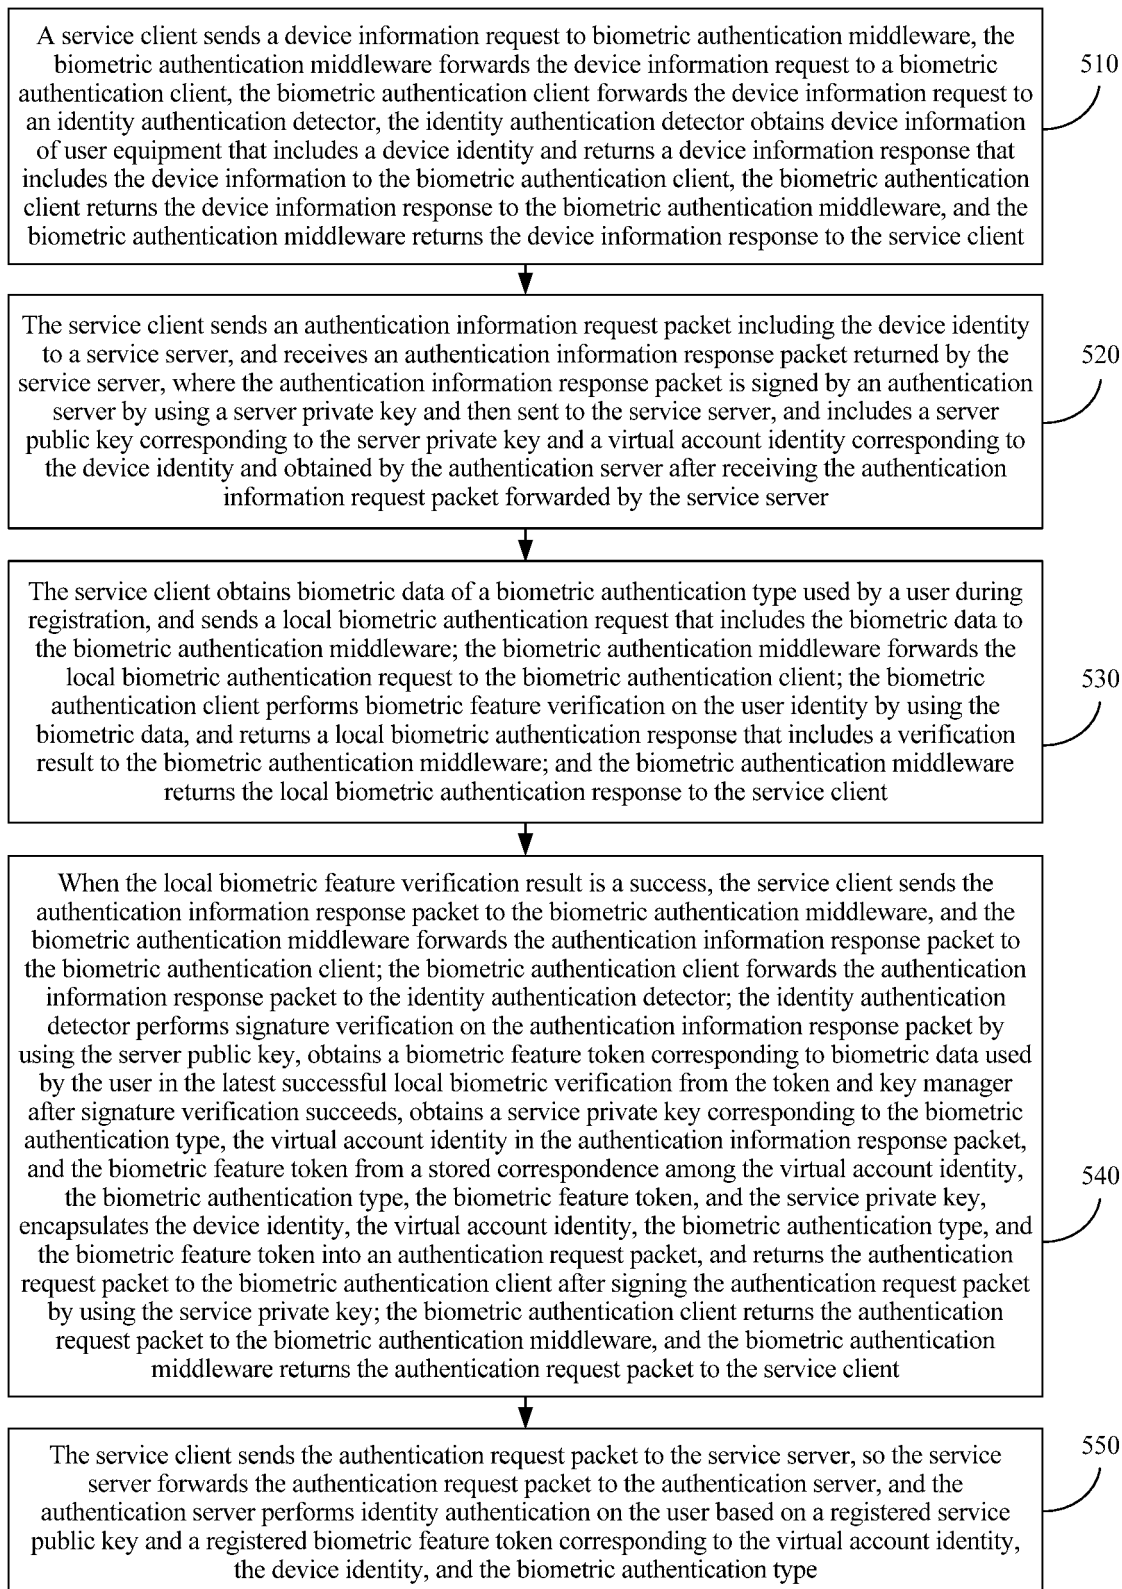 A service client sends a device information request to biometric authentication middleware, the
biometric authentication middleware forwards the device information request to a biometric
authentication client, the biometric authentication client forwards the device information request to
an identity authentication detector, the identity authentication detector obtains device information
of user equipment that includes a device identity and returns a device information response that
includes the device information to the biometric authentication client, the biometric authentication
client returns the device information response to the biometric authentication middleware, and the
biometric authentication middleware returns the device information response to the service client
510
The service client sends an authentication information request packet including the device identity
to a service server, and receives an authentication information response packet returned by the
service server, where the authentication information response packet is signed by an authentication
server by using a server private key and then sent to the service server, and includes a server
public key corresponding to the server private key and a virtual account identity corresponding to
the device identity and obtained by the authentication server after receiving the authentication
information request packet forwarded by the service server
520
The service client obtains biometric data of a biometric authentication type used by a user during
registration, and sends a local biometric authentication request that includes the biometric data to
the biometric authentication middleware; the biometric authentication middleware forwards the
local biometric authentication request to the biometric authentication client; the biometric
authentication client performs biometric feature verification on the user identity by using the
biometric data, and returns a local biometric authentication response that includes a verification
result to the biometric authentication middleware; and the biometric authentication middleware
returns the local biometric authentication response to the service client
530
When the local biometric feature verification result is a success, the service client sends the
authentication information response packet to the biometric authentication middleware, and the
biometric authentication middleware forwards the authentication information response packet to
the biometric authentication client; the biometric authentication client forwards the authentication
information response packet to the identity authentication detector; the identity authentication
detector performs signature verification on the authentication information response packet by
using the server public key, obtains a biometric feature token corresponding to biometric data used
by the user in the latest successful local biometric verification from the token and key manager
after signature verification succeeds, obtains a service private key corresponding to the biometric
authentication type, the virtual account identity in the authentication information response packet,
and the biometric feature token from a stored correspondence among the virtual account identity,
the biometric authentication type, the biometric feature token, and the service private key,
encapsulates the device identity, the virtual account identity, the biometric authentication type, and
the biometric feature token into an authentication request packet, and returns the authentication
request packet to the biometric authentication client after signing the authentication request packet
by using the service private key; the biometric authentication client returns the authentication
request packet to the biometric authentication middleware, and the biometric authentication
middleware returns the authentication request packet to the service client
540
The service client sends the authentication request packet to the service server, so the service
server forwards the authentication request packet to the authentication server, and the
authentication server performs identity authentication on the user based on a registered service
public key and a registered biometric feature token corresponding to the virtual account identity,
the device identity, and the biometric authentication type
550